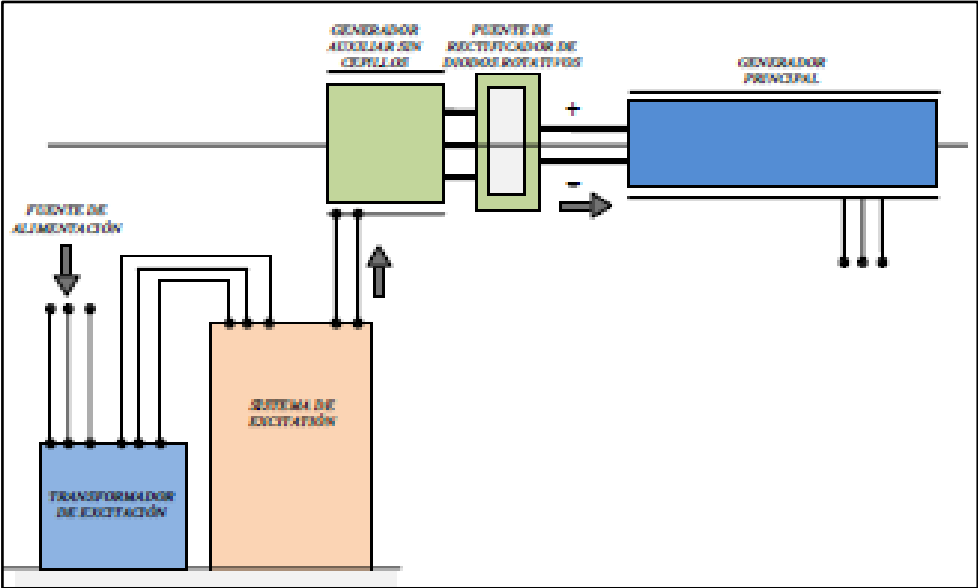 GENERADOR
AUXILIAR SIN
CEPILLOS
PUENTE DE
RECTIFICADOR DE
DIODOS ROTATIVOS
GENERADOR
PRINCIPAL
+
-
FUENTE DE
ALIMENTACIÓN
SISTEMA DE
EXCITATIÓN
TRANSFORMADOR
DE EXCITACIÓN